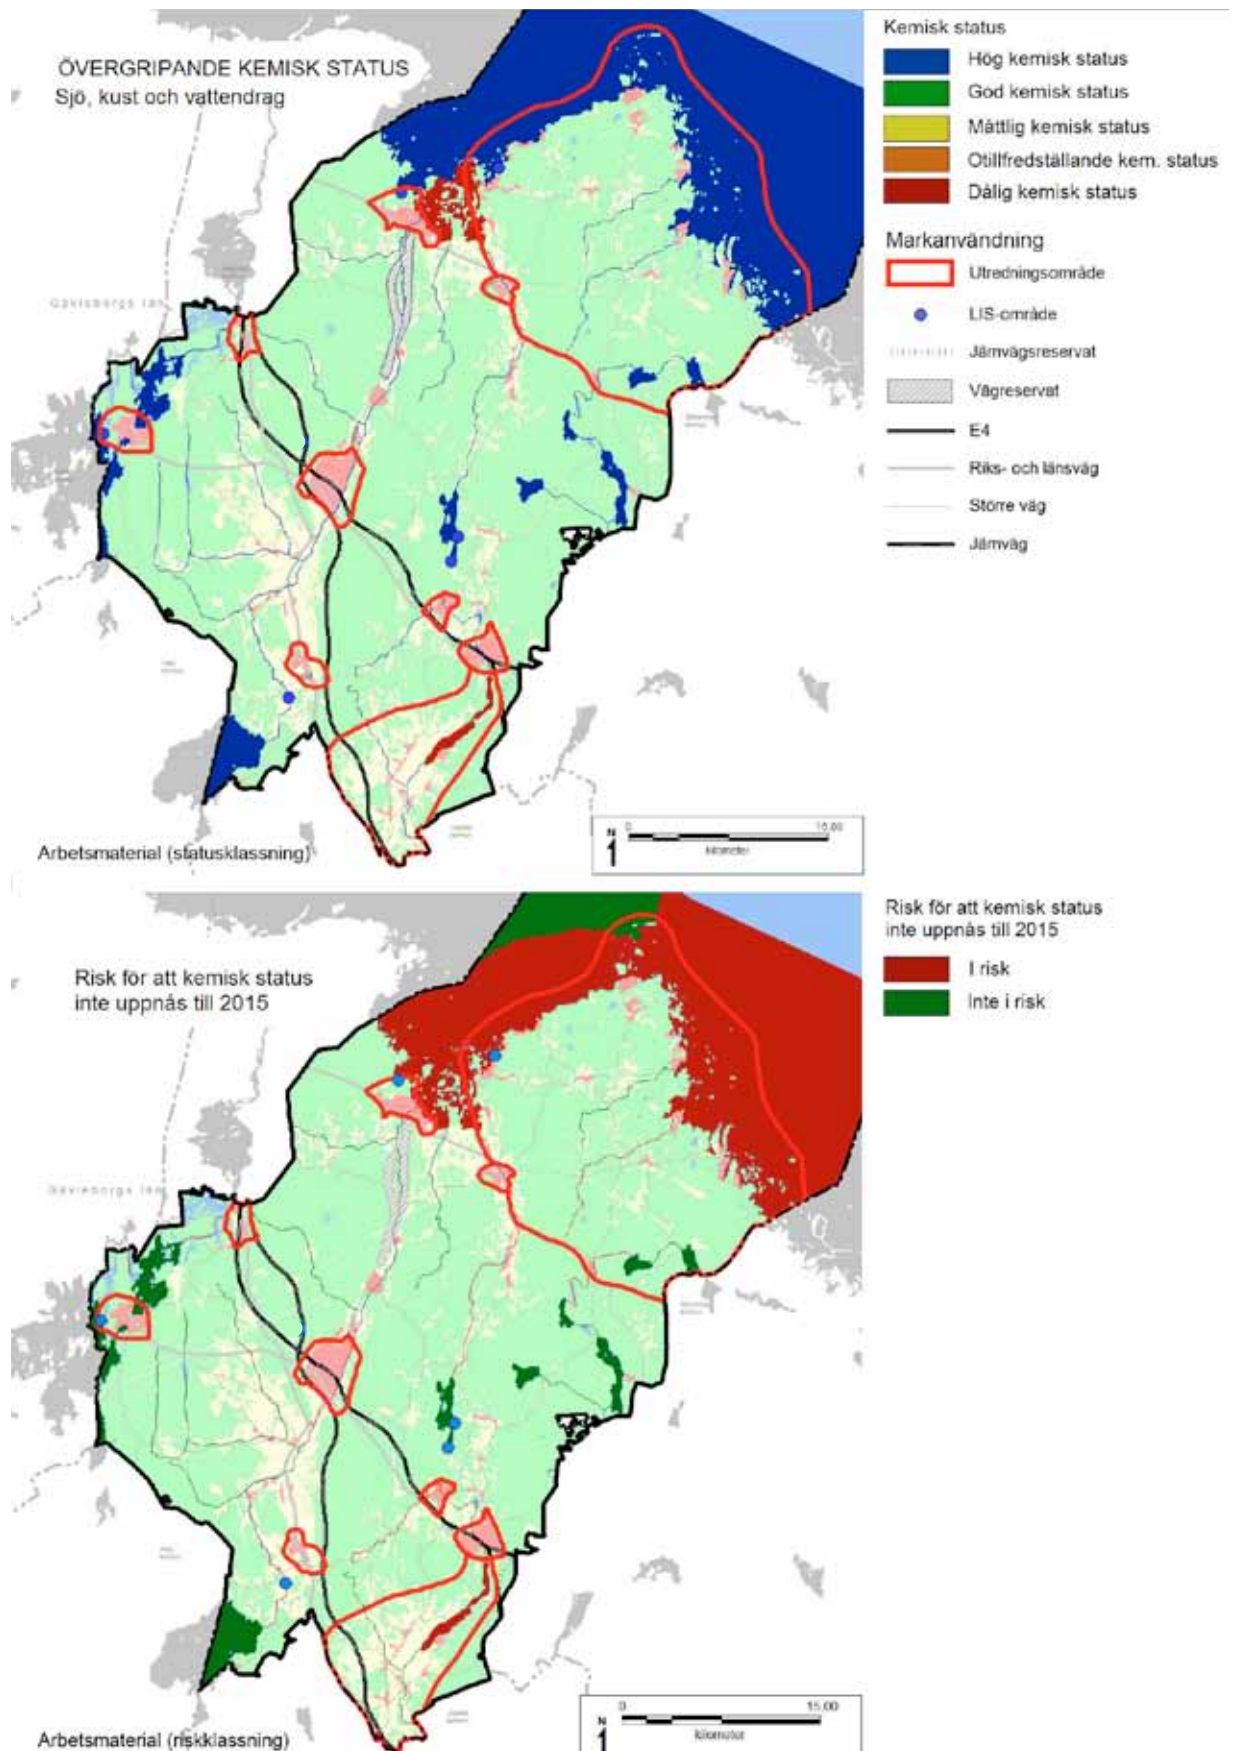 ÖVERGRIPANDE KEMISK STATUS
Sjö, kust och vattendrag
Gävleborgs län
Arbetsmaterial (statusklassning)
N
0
15,00
kilometer
Kemisk status
Hög kemisk status
God kemisk status
Måttlig kemisk status
Otillfredställande kem. status
Dålig kemisk status
Markanvändning
Utredningsområde
LIS-område
Järnvägsreservat
Vägreservat
E4
Riks- och länsväg
Större väg
Järnväg
Risk för att kemisk status
inte uppnås till 2015
Gävleborgs län
Arbetsmaterial (riskklassning)
N
0
15,00
kilometer
Risk för att kemisk status
inte uppnås till 2015
I risk
Inte i risk